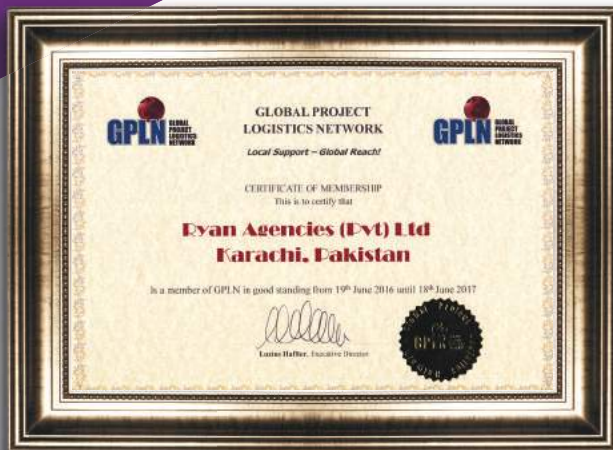 GPLN GLOBAL PROJECT LOGISTICS NETWORK
GLOBAL PROJECT
LOGISTICS NETWORK
Local Support – Global Reach!
GPLN GLOBAL PROJECT LOGISTICS NETWORK
CERTIFICATE OF MEMBERSHIP
This is to certify that
Ryan Agencies (Pvt) Ltd
Karachi, Pakistan
Is a member of GPLN in good standing from 19th June 2016 until 18th June 2017
Luzius Haffter, Executive Director
GPLN